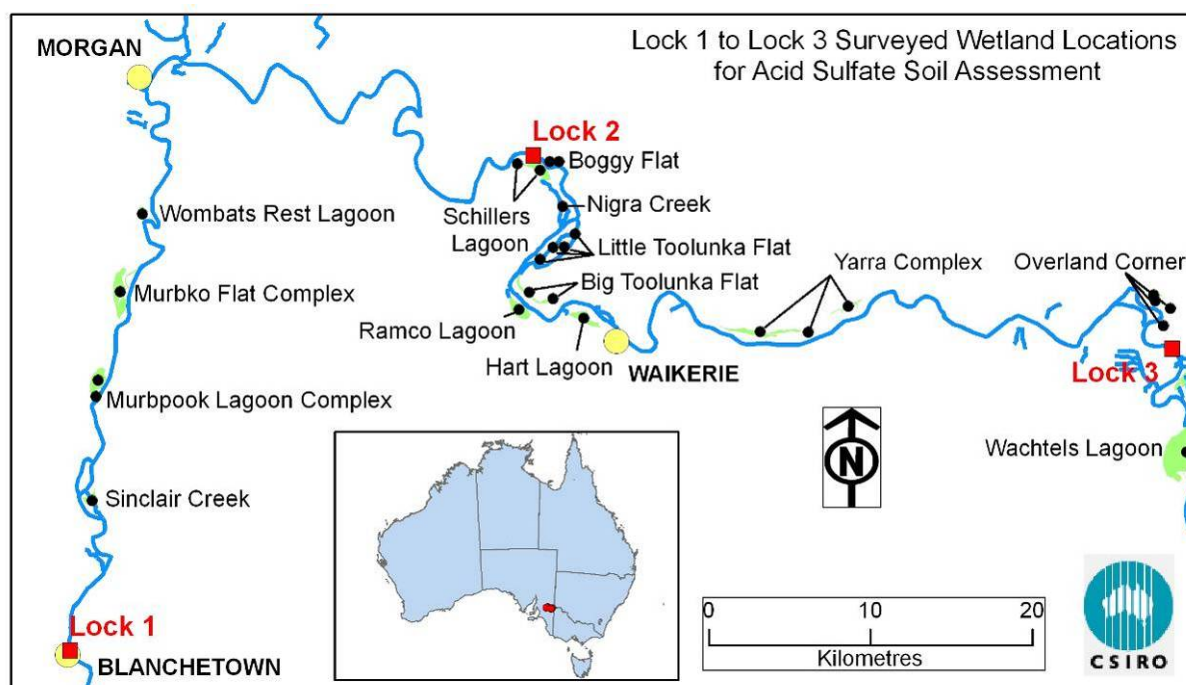 Lock 1 to Lock 3 Surveyed Wetland Locations
for Acid Sulfate Soil Assessment
MORGAN
Lock 2
Boggy Flat
Schillers
Lagoon
Nigra Creek
Wombats Rest Lagoon
Little Toolunka Flat
Yarra Complex
Overland Corner
Big Toolunka Flat
Murbko Flat Complex
Ramco Lagoon
Hart Lagoon
WAIKERIE
Lock 3
Murbpook Lagoon Complex
Wachtels Lagoon
N
Sinclair Creek
Lock 1
BLANCHETOWN
0 10 20
Kilometres
CSIRO